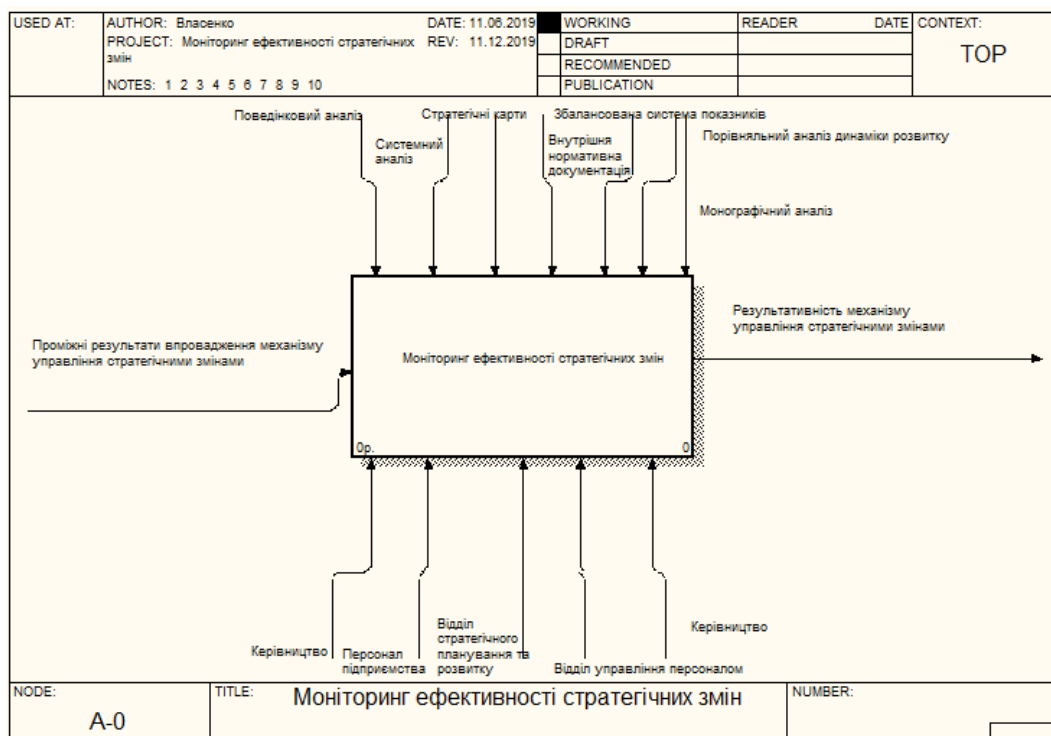 USED AT:
AUTHOR: Власенко
DATE: 11.06.2019
PROJECT: Моніторинг ефективності стратегічних
змін
REV: 11.12.2019
NOTES: 1 2 3 4 5 6 7 8 9 10
WORKING
DRAFT
RECOMMENDED
PUBLICATION
READER
DATE
CONTEXT:
TOP
Поведінковий аналіз
Системний
аналіз
Стратегічні карти
Збалансована система показників
Внутрішня
нормативна
документація
Порівняльний аналіз динаміки розвитку
Монографічний аналіз
Проміжні результати впровадження механізму
управління стратегічними змінами
Моніторинг ефективності стратегічних змін
0р.
0
Результативність механізму
управління стратегічними змінами
Керівництво
Персонал
підприємства
Відділ
стратегічного
планування та
розвитку
Відділ управління персоналом
Керівництво
NODE:
A-0
TITLE:
Моніторинг ефективності стратегічних змін
NUMBER: